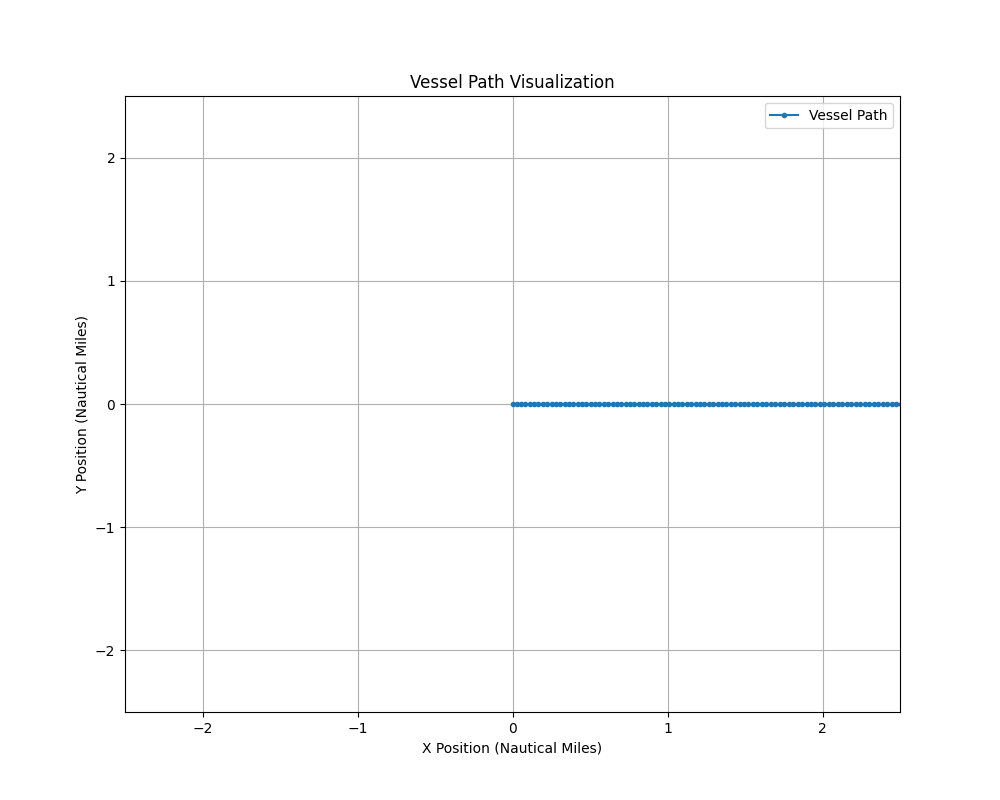 Vessel Path Visualization
Vessel Path
2
1
0
−1
−2
Y Position (Nautical Miles)
−2
−1
0
1
2
X Position (Nautical Miles)